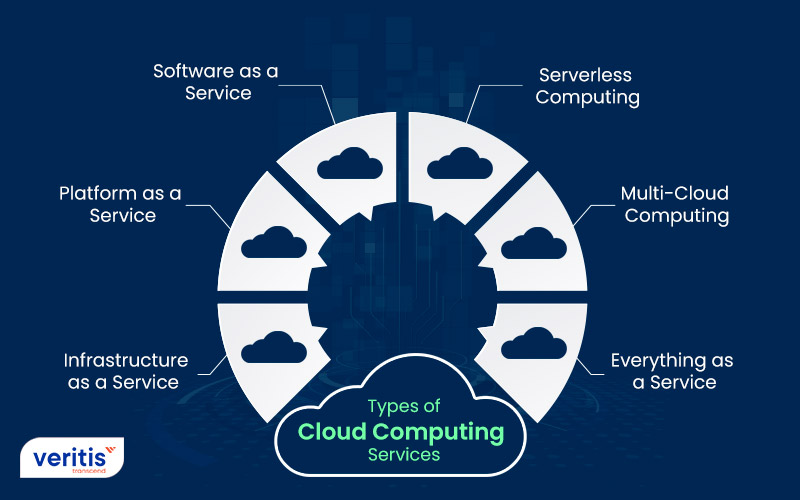 Software as a
Service
Serverless
Computing
Platform as a
Service
Multi-Cloud
Computing
Infrastructure
as a Service
Everything as
a Service
Types of
Cloud Computing
Services
veritis
transcend